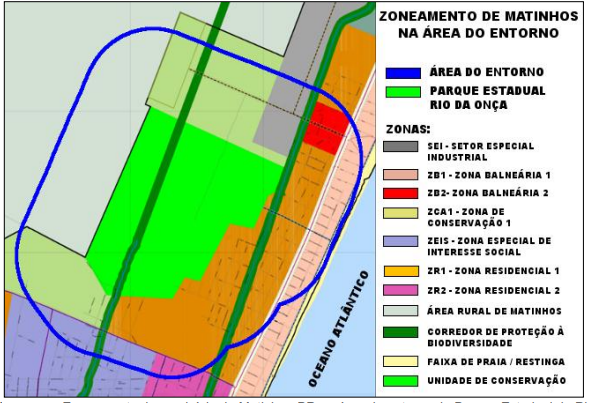 ZONEAMENTO DE MATINHOS
NA ÁREA DO ENTORNO
ÁREA DO ENTORNO
PARQUE ESTADUAL
RIO DA ONÇA
ZONAS:
SEI - SETOR ESPECIAL
INDUSTRIAL
ZB1 - ZONA BALNEÁRIA 1
ZB2- ZONA BALNEÁRIA 2
ZCA1 - ZONA DE
CONSERVAÇÃO 1
ZEIS - ZONA ESPECIAL DE
INTERESSE SOCIAL
ZR1 - ZONA RESIDENCIAL 1
ZR2 - ZONA RESIDENCIAL 2
ÁREA RURAL DE MATINHOS
CORREDOR DE PROTEÇÃO À
BIODIVERSIDADE
FAIXA DE PRAIA / RESTINGA
UNIDADE DE CONSERVAÇÃO
OCEANO ATLÂNTICO